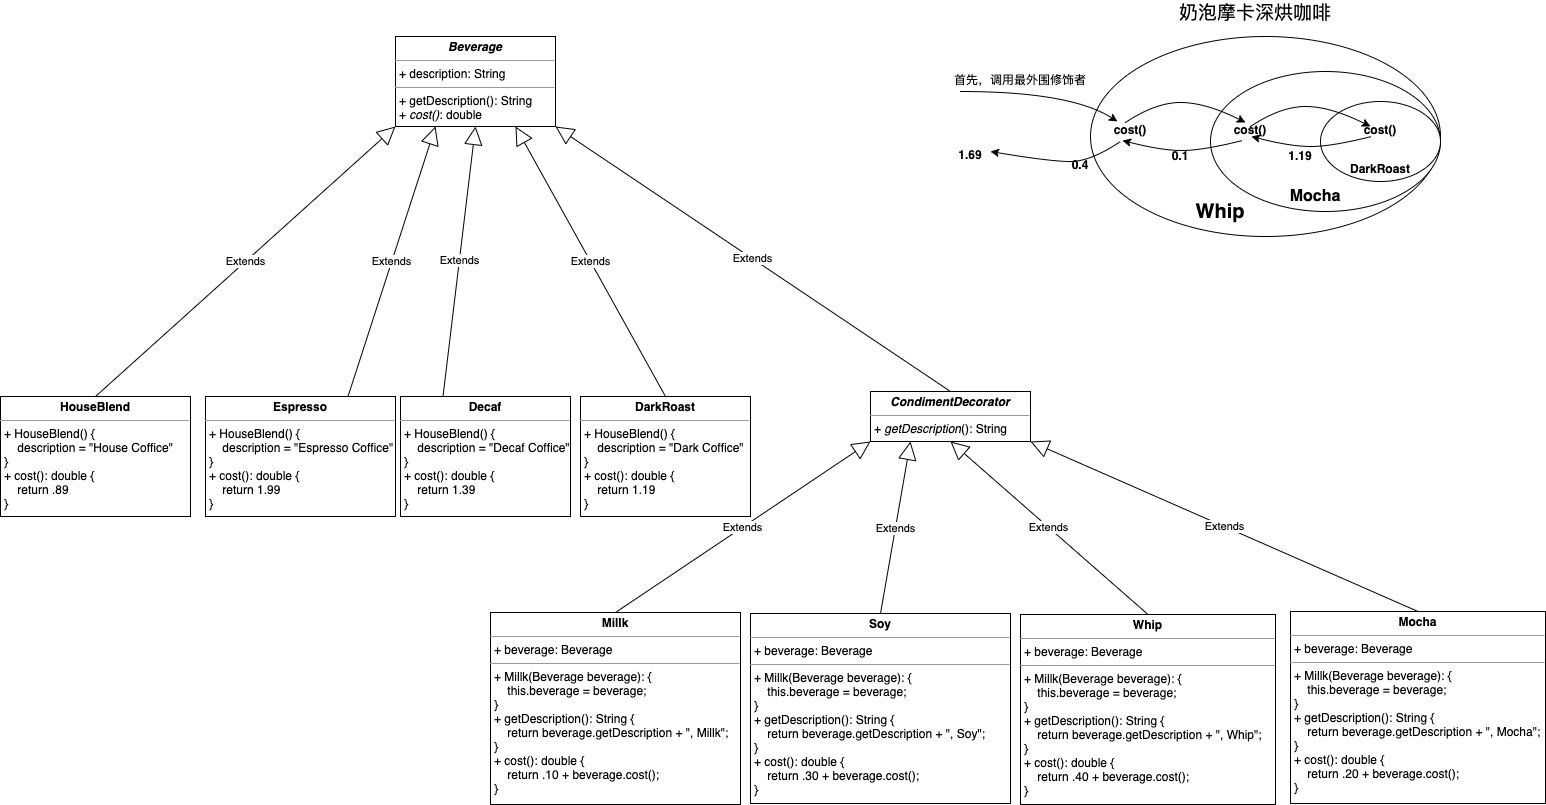 奶泡摩卡深烘咖啡
Beverage
+ description: String
+ getDescription(): String
+ cost(): double
首先，调用最外围修饰者
cost()
cost()
cost()
1.69
0.4
0.1
1.19
DarkRoast
Mocha
Whip
Extends
Extends
Extends
Extends
Extends
HouseBlend
+ HouseBlend() {
description = "House Coffice"
}
+ cost(): double {
return .89
}
Espresso
+ HouseBlend() {
description = "Espresso Coffice"
}
+ cost(): double {
return 1.99
}
Decaf
+ HouseBlend() {
description = "Decaf Coffice"
}
+ cost(): double {
return 1.39
}
DarkRoast
+ HouseBlend() {
description = "Dark Coffice"
}
+ cost(): double {
return 1.19
}
CondimentDecorator
+ getDescription(): String
Extends
Extends
Extends
Extends
Millk
+ beverage: Beverage
+ Millk(Beverage beverage): {
this.beverage = beverage;
}
+ getDescription(): String {
return beverage.getDescription + ", Millk";
}
+ cost(): double {
return .10 + beverage.cost();
}
Soy
+ beverage: Beverage
+ Millk(Beverage beverage): {
this.beverage = beverage;
}
+ getDescription(): String {
return beverage.getDescription + ", Soy";
}
+ cost(): double {
return .30 + beverage.cost();
}
Whip
+ beverage: Beverage
+ Millk(Beverage beverage): {
this.beverage = beverage;
}
+ getDescription(): String {
return beverage.getDescription + ", Whip";
}
+ cost(): double {
return .40 + beverage.cost();
}
Mocha
+ beverage: Beverage
+ Millk(Beverage beverage): {
this.beverage = beverage;
}
+ getDescription(): String {
return beverage.getDescription + ", Mocha";
}
+ cost(): double {
return .20 + beverage.cost();
}